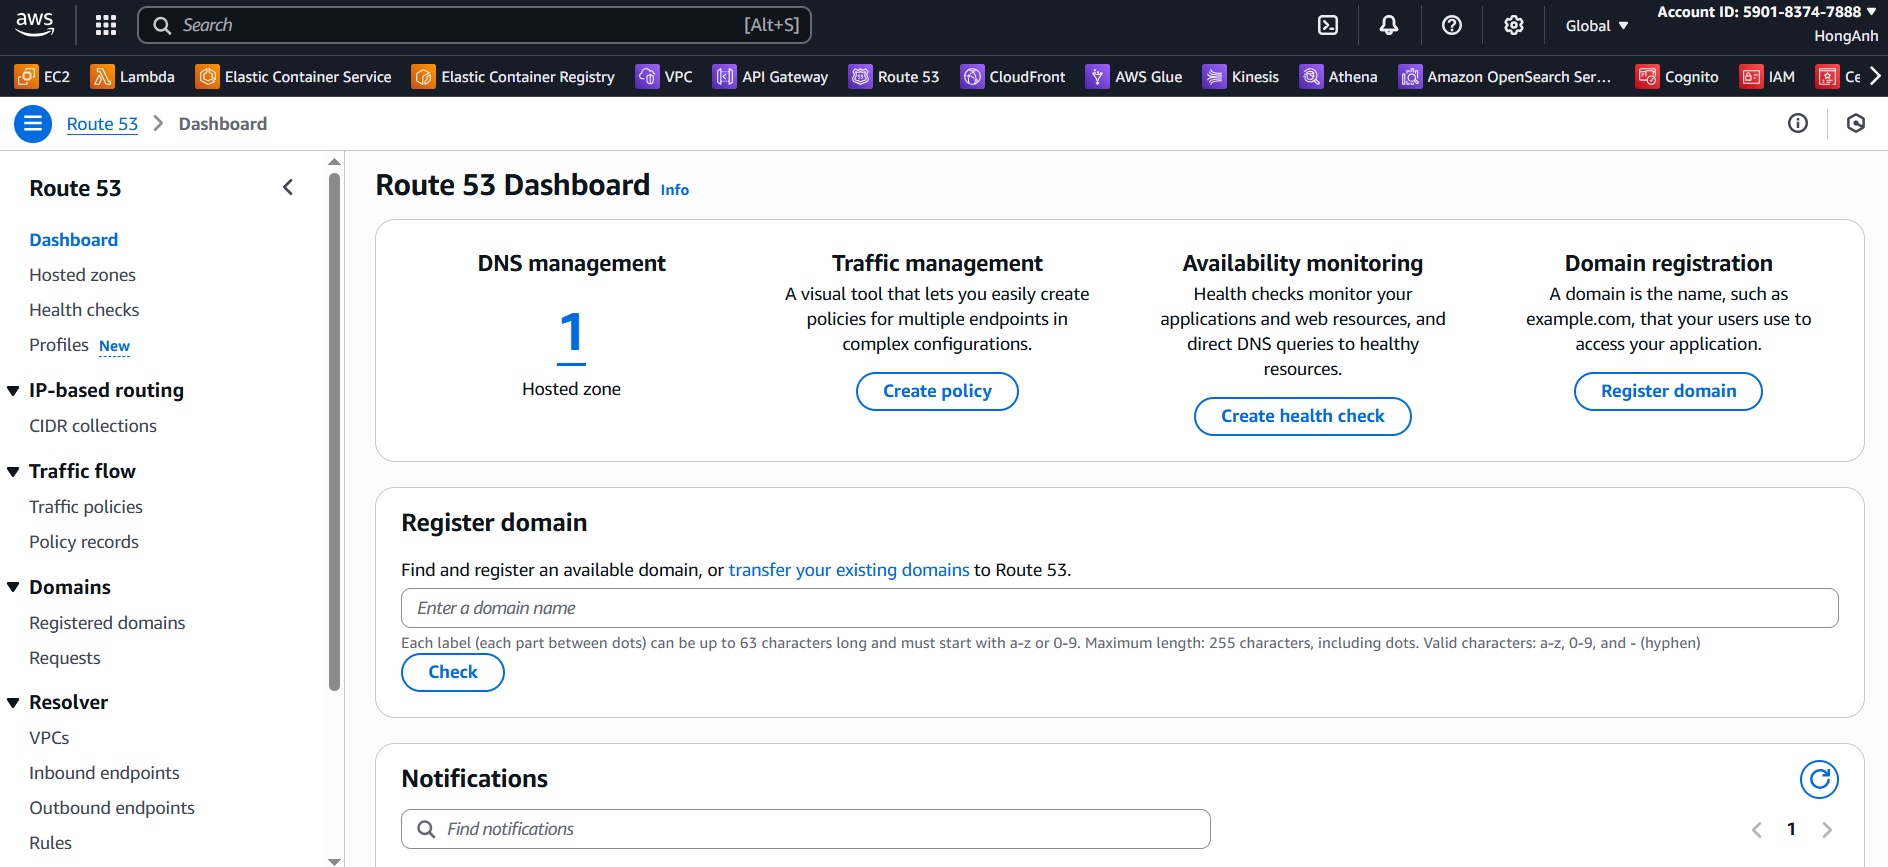 aws
Search [Alt+S]
Global
Account ID: 5901-8374-7888
HongAnh
EC2
Lambda
Elastic Container Service
Elastic Container Registry
VPC
API Gateway
Route 53
CloudFront
AWS Glue
Kinesis
Athena
Amazon OpenSearch Ser...
Cognito
IAM
Ce
Route 53
Dashboard
Route 53
Dashboard
Hosted zones
Health checks
Profiles New
IP-based routing
CIDR collections
Traffic flow
Traffic policies
Policy records
Domains
Registered domains
Requests
Resolver
VPCs
Inbound endpoints
Outbound endpoints
Rules
Route 53 Dashboard Info
DNS management
1
Hosted zone
Traffic management
A visual tool that lets you easily create
policies for multiple endpoints in
complex configurations.
Create policy
Availability monitoring
Health checks monitor your
applications and web resources, and
direct DNS queries to healthy
resources.
Create health check
Domain registration
A domain is the name, such as
example.com, that your users use to
access your application.
Register domain
Register domain
Find and register an available domain, or transfer your existing domains to Route 53.
Enter a domain name
Each label (each part between dots) can be up to 63 characters long and must start with a-z or 0-9. Maximum length: 255 characters, including dots. Valid characters: a-z, 0-9, and - (hyphen)
Check
Notifications
Find notifications
1